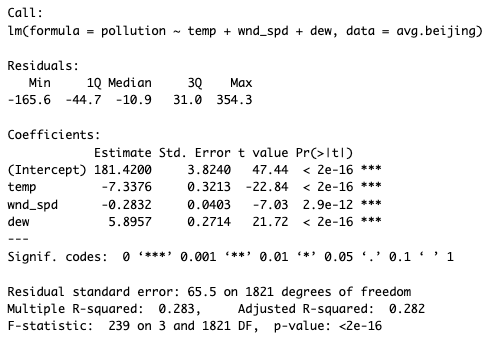 Call:
lm(formula = pollution ~ temp + wnd_spd + dew, data = avg.beijing)
Residuals:
Min 1Q Median 3Q Max
-165.6 -44.7 -10.9 31.0 354.3
Coefficients:
Estimate Std. Error t value Pr(>|t|)
(Intercept) 181.4200 3.8240 47.44 < 2e-16 ***
temp -7.3376 0.3213 -22.84 < 2e-16 ***
wnd_spd -0.2832 0.0403 -7.03 2.9e-12 ***
dew 5.8957 0.2714 21.72 < 2e-16 ***
---
Signif. codes: 0 ‘***’ 0.001 ‘**’ 0.01 ‘*’ 0.05 ‘.’ 0.1 ‘ ’ 1
Residual standard error: 65.5 on 1821 degrees of freedom
Multiple R-squared: 0.283, Adjusted R-squared: 0.282
F-statistic: 239 on 3 and 1821 DF, p-value: <2e-16